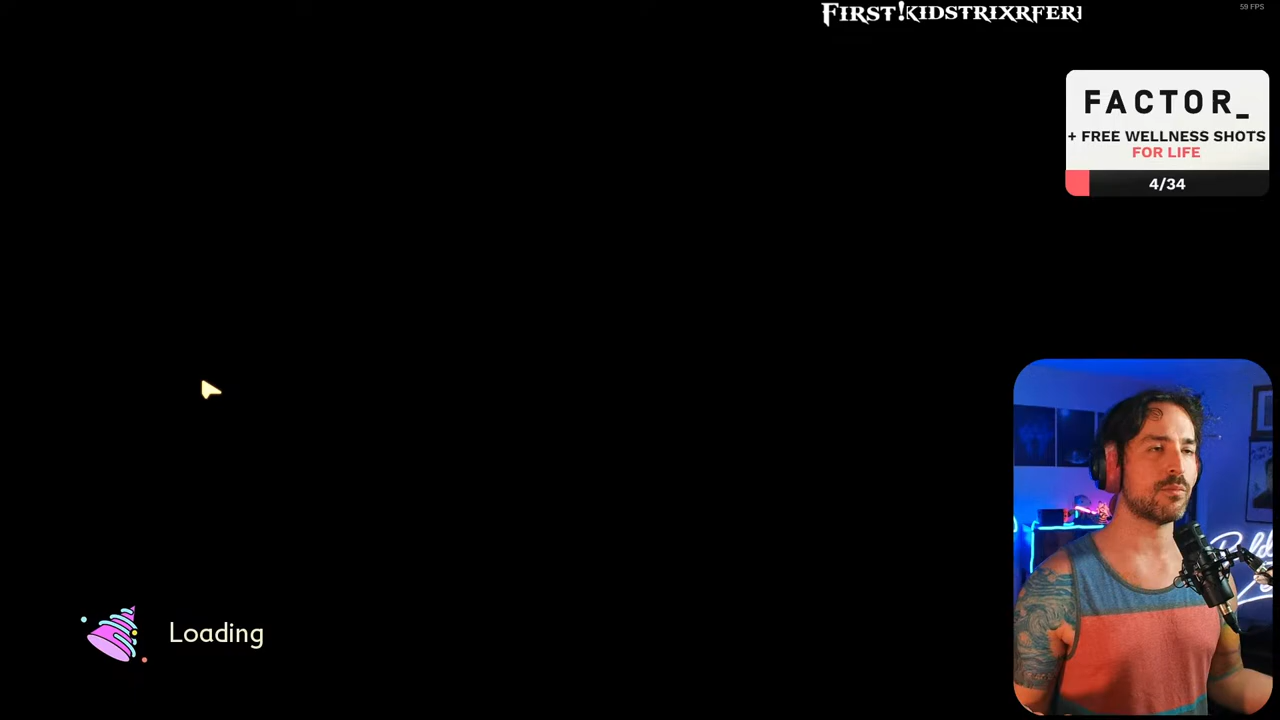 First!KIDSTRIXRFERI
59 FPS
FACTOR_
+ FREE WELLNESS SHOTS
FOR LIFE
4/34
Loading